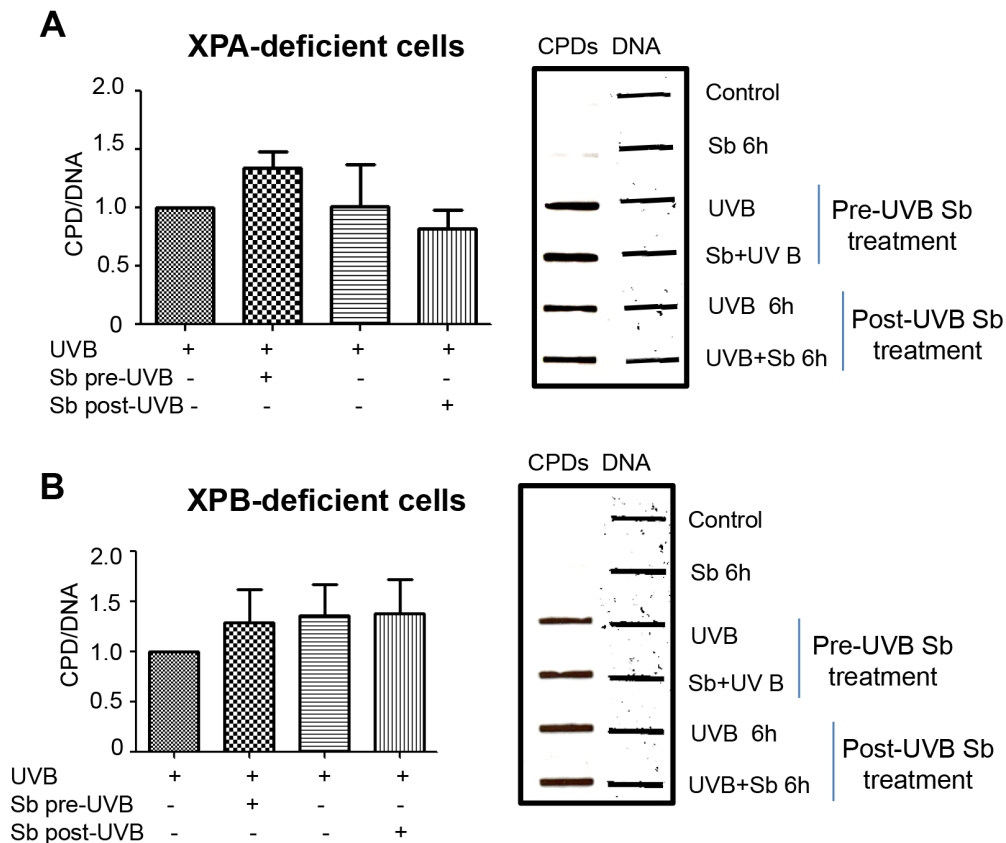 A
XPA-deficient cells
CPD/DNA
2.0
1.5
1.0
0.5
0
UVB + + + +
Sb pre-UVB - + - -
Sb post-UVB - - - +
CPDs DNA
Control
Sb 6h
UVB
Sb+UV B
UVB 6h
UVB+Sb 6h
Pre-UVB Sb
treatment
Post-UVB Sb
treatment
B
XPB-deficient cells
CPD/DNA
2.0
1.5
1.0
0.5
0
UVB + + + +
Sb pre-UVB - + - -
Sb post-UVB - - - +
CPDs DNA
Control
Sb 6h
UVB
Sb+UV B
UVB 6h
UVB+Sb 6h
Pre-UVB Sb
treatment
Post-UVB Sb
treatment